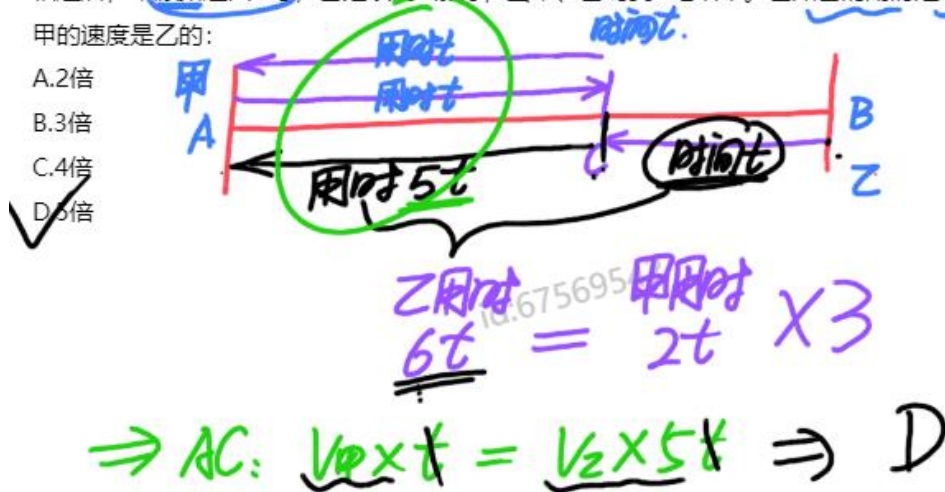 甲的速度是乙的:
时间t.
A.2倍
甲
用时t
用时t
B.3倍
A
B
C.4倍
用时5t
C
时间t
乙
D.5倍
乙用时
甲用时
id:675695
6t = 2t ×3
⇒ AC: V甲×t = V乙×5t ⇒ D